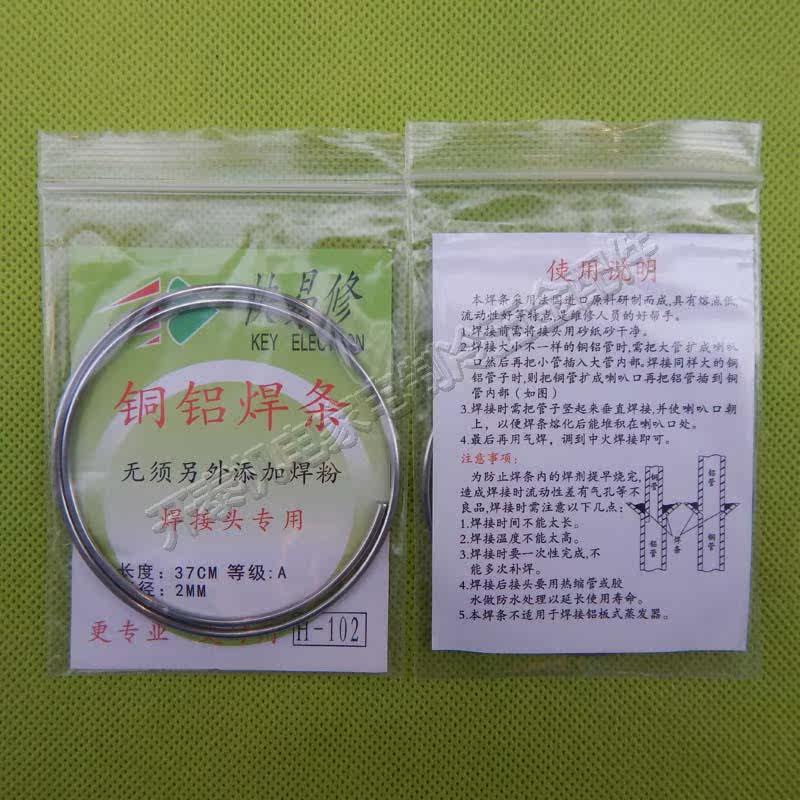 易修
KEY ELECTRON
铜铝焊条
无须另外添加焊粉
焊接头专用
长度：37CM 等级:A
径：2MM
更专业
H-102
使用说明
本焊条采用法国进口原料研制而成,具有熔点低,
流动性好等特点,是维修人员的好帮手。
1.焊接前需将接头用砂纸砂干净。
2.焊接大小不一样的铜铝管时,需把大管扩成喇叭
口然后再把小管插入大管内部.焊接同样大的铜
铝管子时,则把铜管扩成喇叭口再把铝管插到铜
管内部（如图）
3.焊接时需把管子竖起来垂直焊接,并使喇叭口朝
上，以便焊条熔化后能堆积在喇叭口处。
4.最后再用气焊，调到中火焊接即可。
注意事项:
为防止焊条内的焊剂提早烧完,
造成焊接时流动性差有气孔等不
良品,焊接时需注意以下几点:
1.焊接时间不能太长。
2.焊接温度不能太高。
3.焊接时要一次性完成,不
能多次补焊。
4.焊接后接头要用热缩管或胶
水做防水处理以延长使用寿命。
5.本焊条不适用于焊接铝板式蒸发器。
铜管
铝管
焊条
铝管
铜管